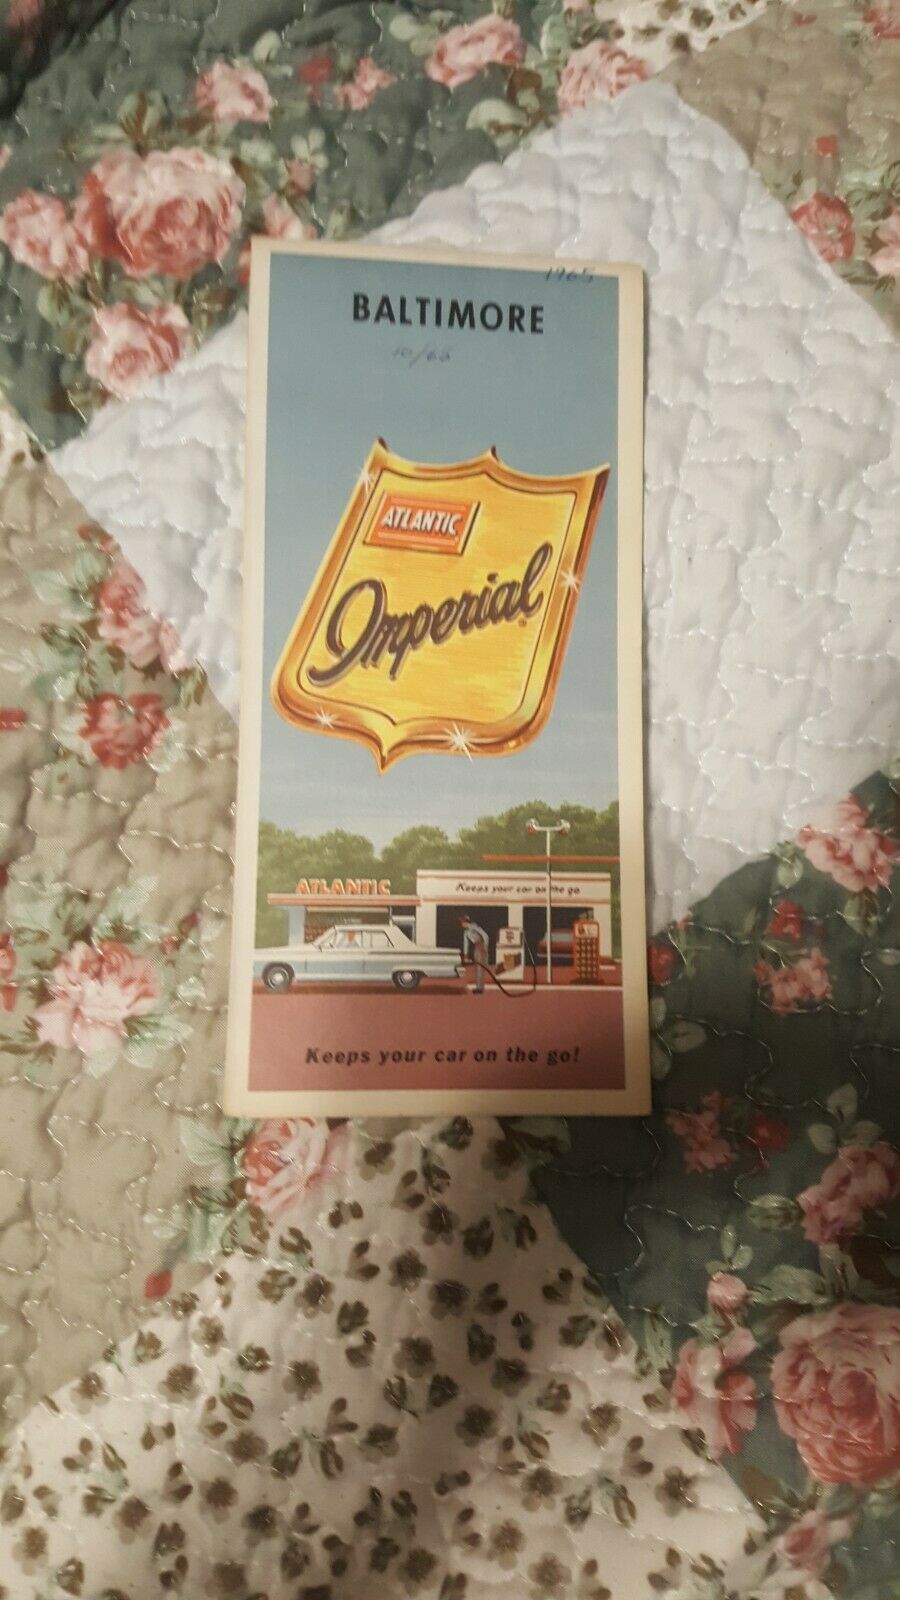 1965
BALTIMORE
10/65
ATLANTIC
Imperial
ATLANTIC
Keeps your car on the go
Keeps your car on the go!